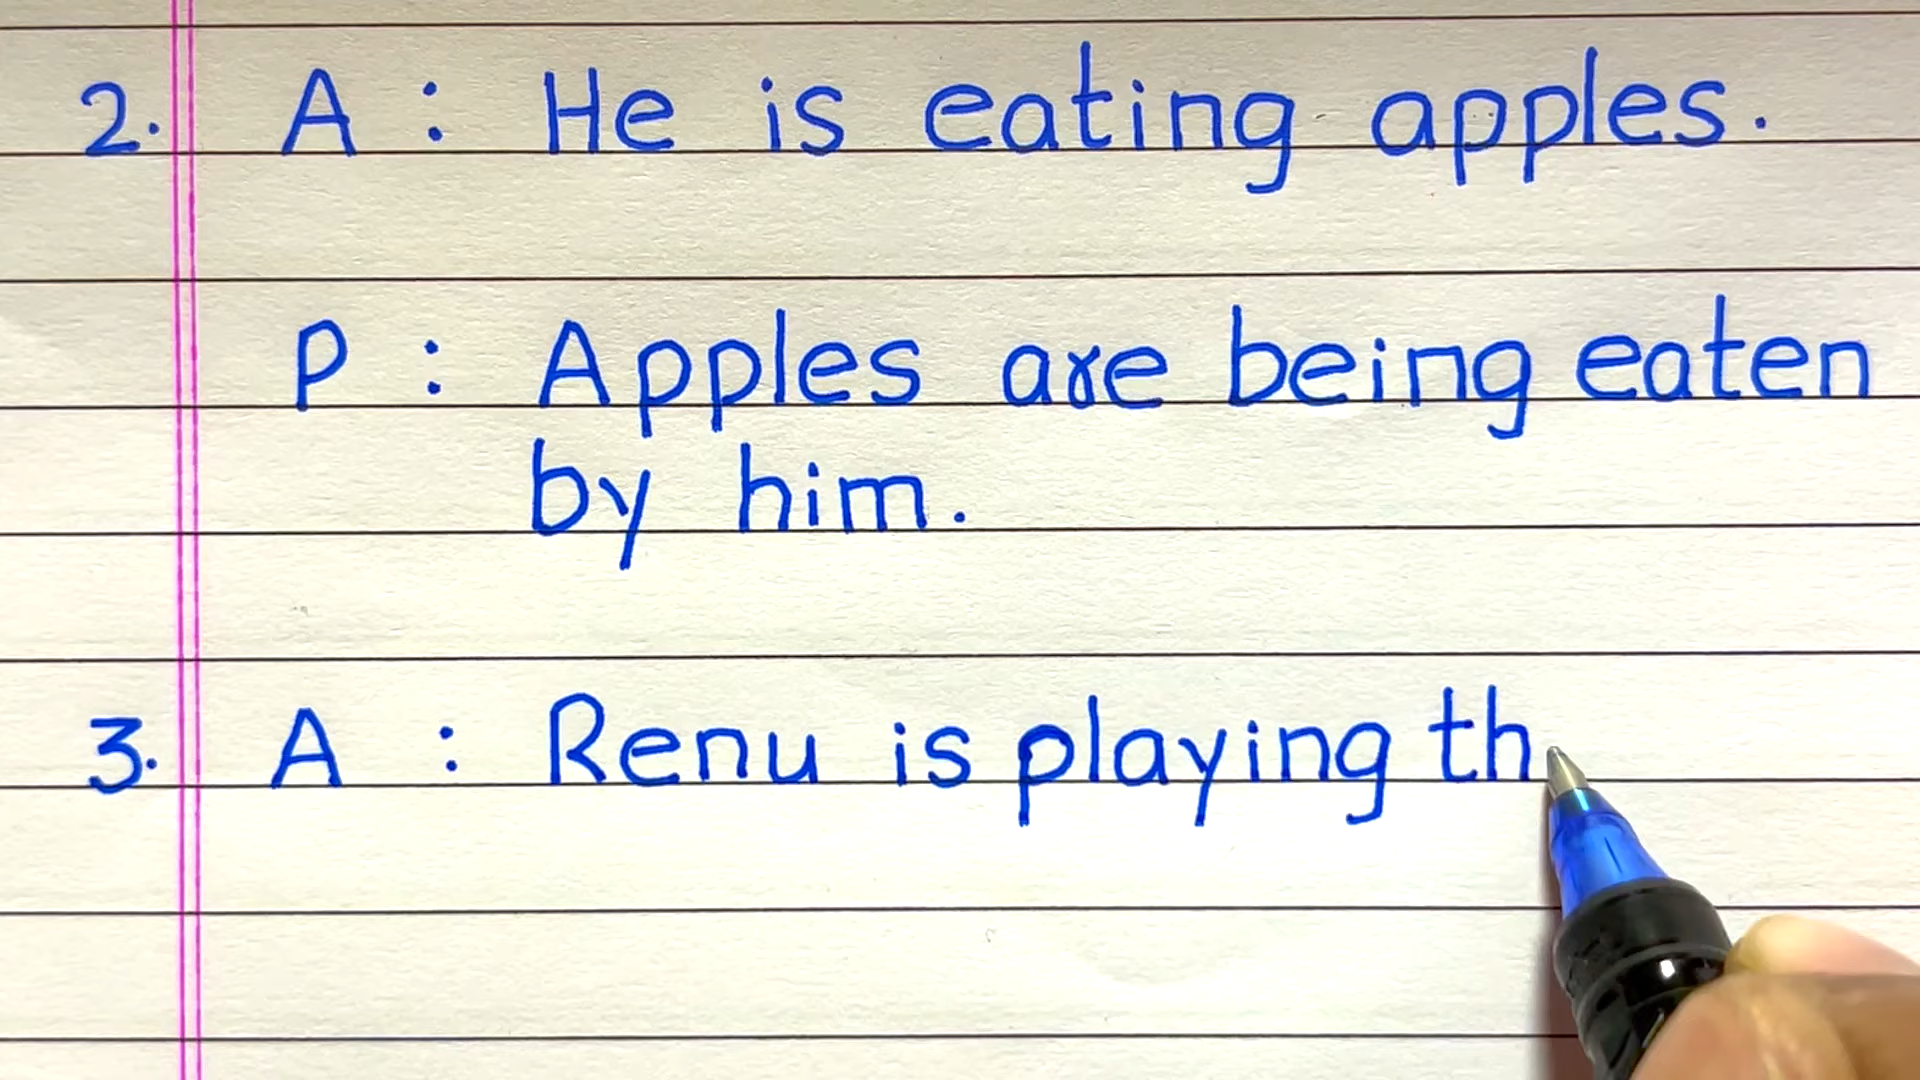 2. A : He is eating apples.
P : Apples are being eaten
by him.
3. A : Renu is playing th